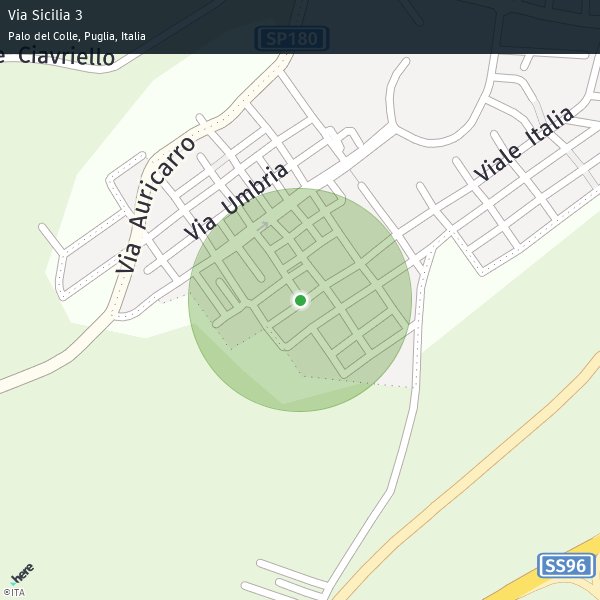 Via Sicilia 3
Palo del Colle, Puglia, Italia
SP180
e Ciavriello
Viale Italia
Via Auricarro
Via Umbria
SS96
here
©ITA